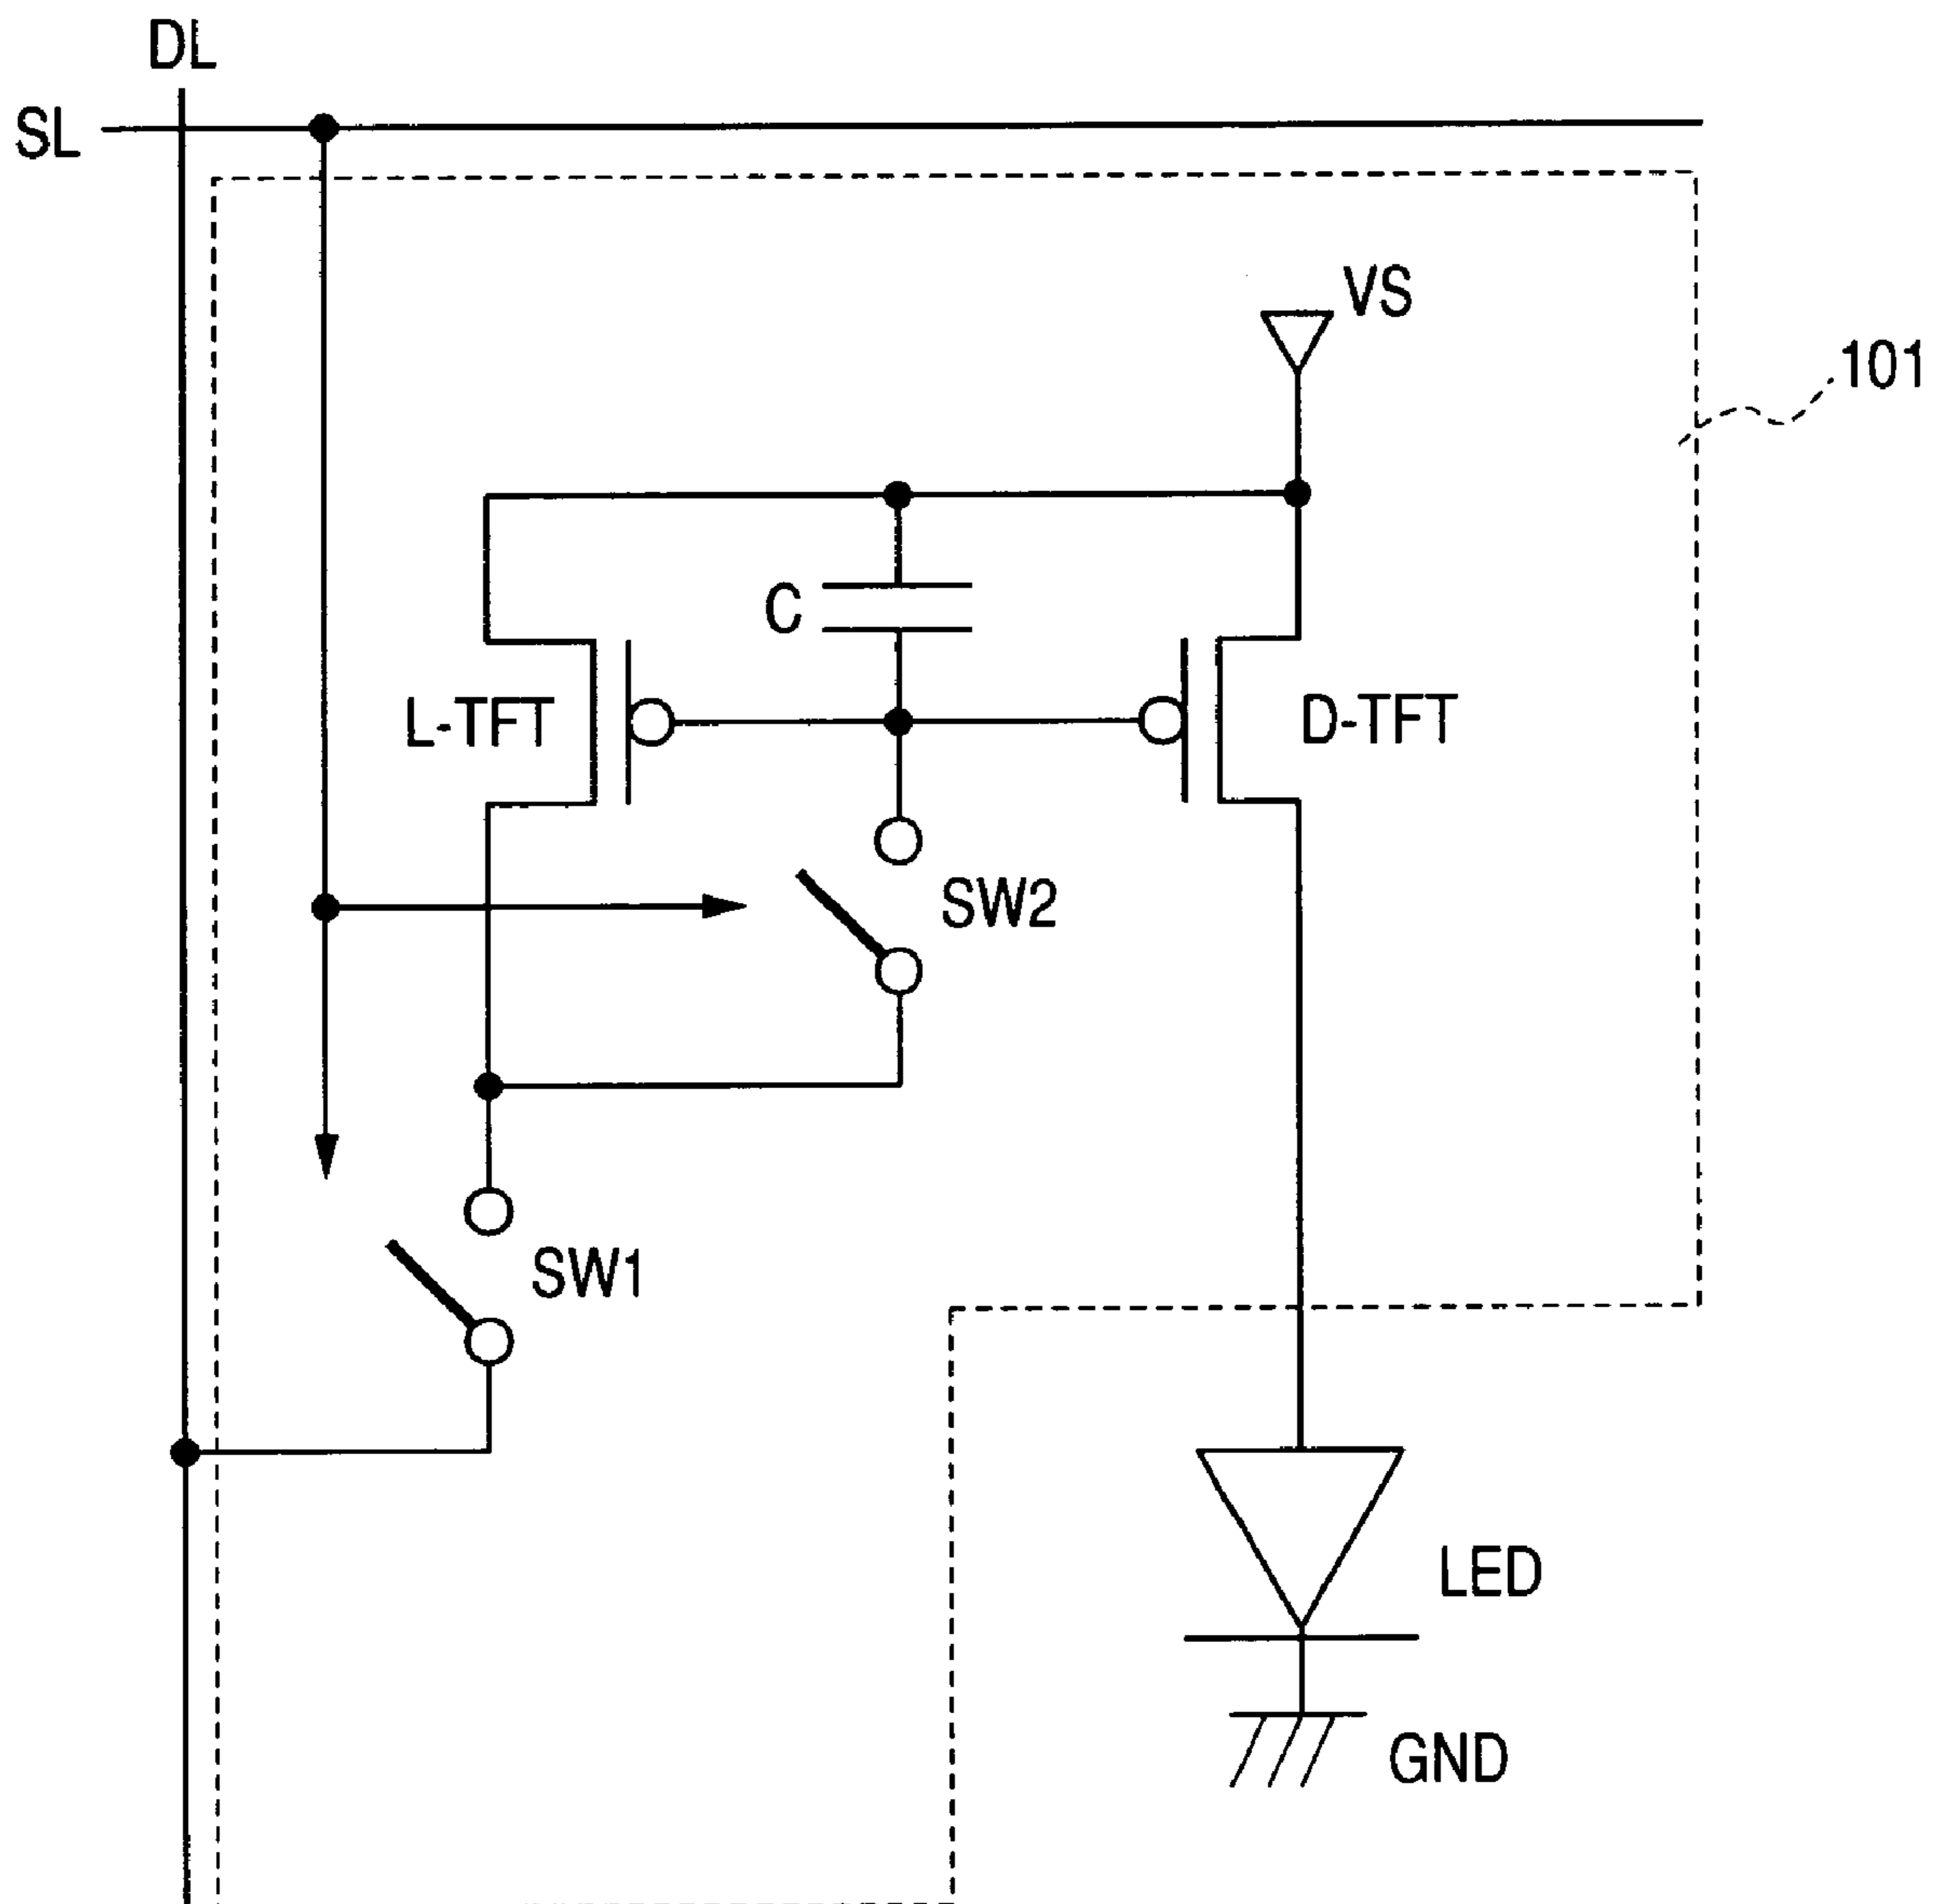 DL
SL
VS
101
C
L-TFT
D-TFT
SW2
SW1
LED
GND